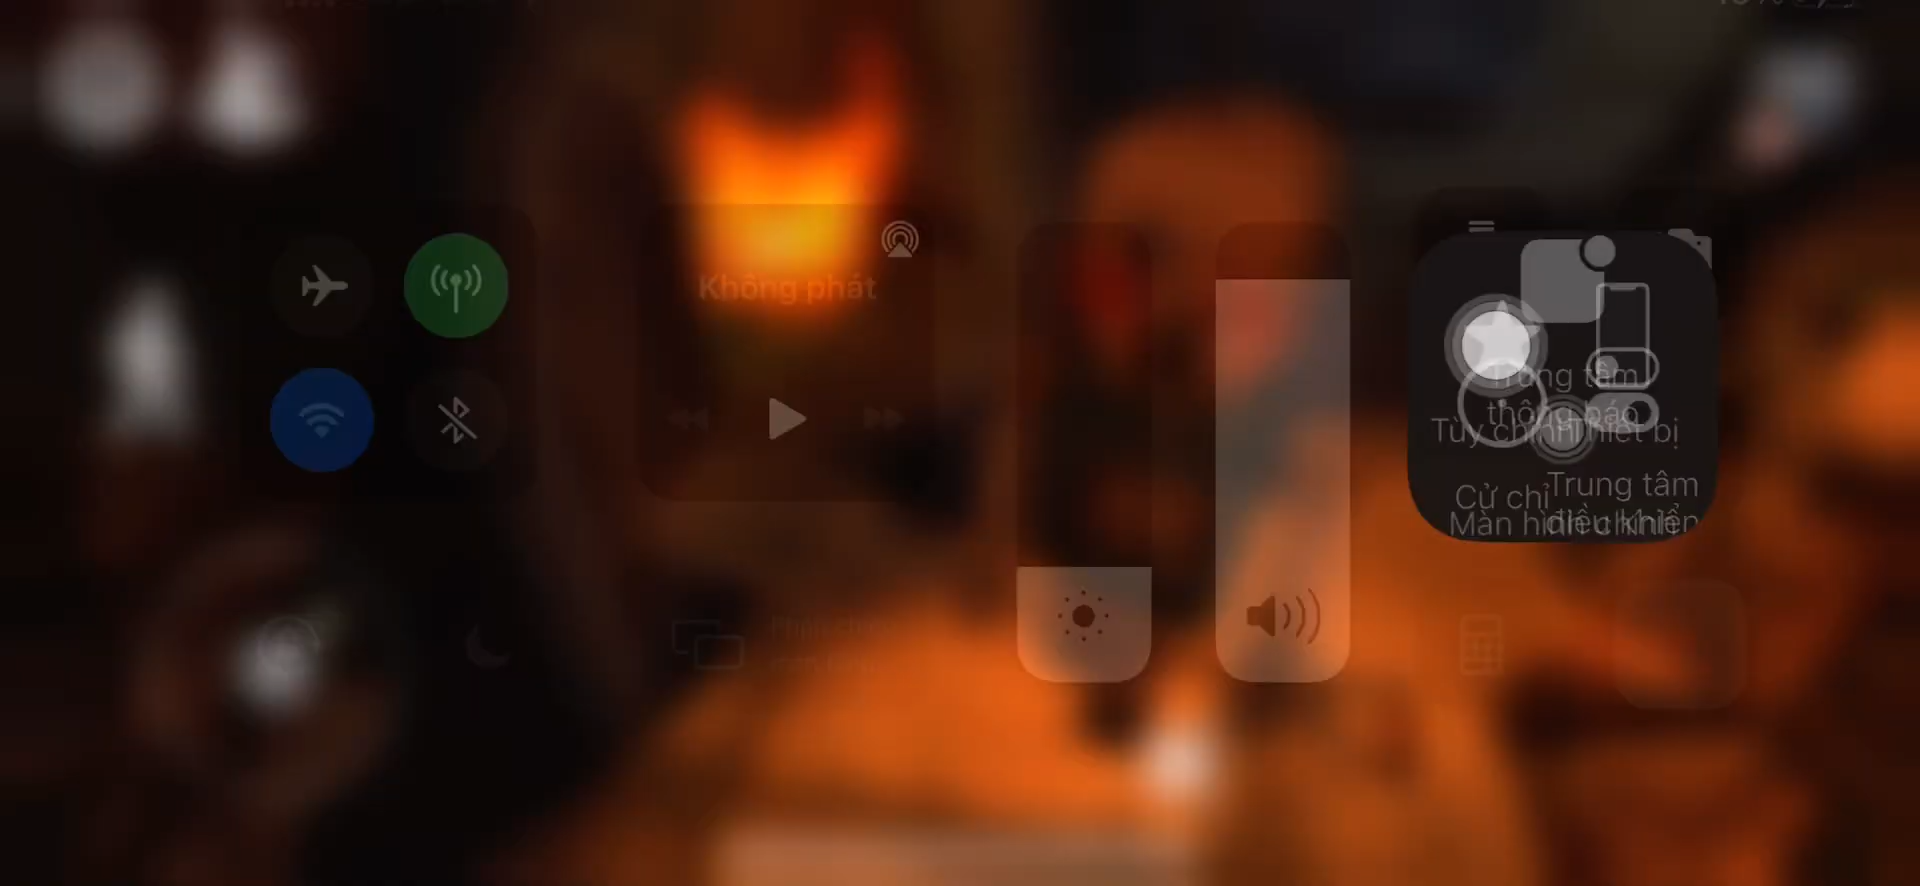 Không phát
Trung tâm
thông báo
Tùy chỉnh
Thiết bị
Cử chỉ
Trung tâm
điều khiển
Màn hình chính